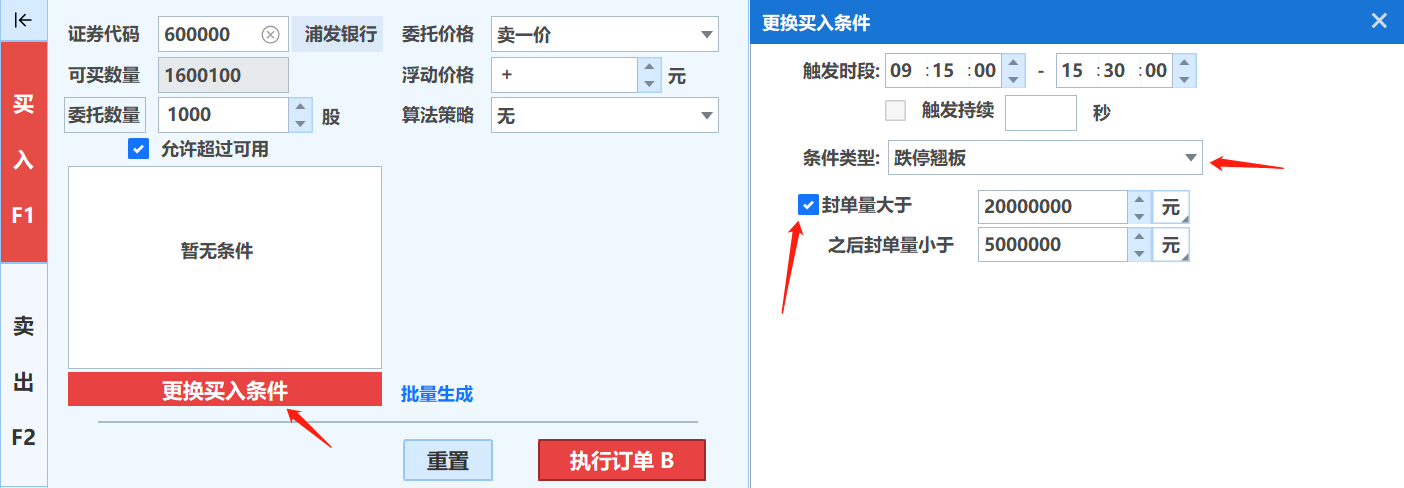 买
入
F1
卖
出
F2
证券代码 600000 浦发银行 委托价格 卖一价
可买数量 1600100 浮动价格 + 元
委托数量 1000 股 算法策略 无
允许超过可用
暂无条件
更换买入条件 批量生成
重置 执行订单 B
更换买入条件
触发时段: 09 :15 :00 - 15 :30 :00
触发持续 秒
条件类型: 跌停翘板
封单量大于 20000000 元
之后封单量小于 5000000 元